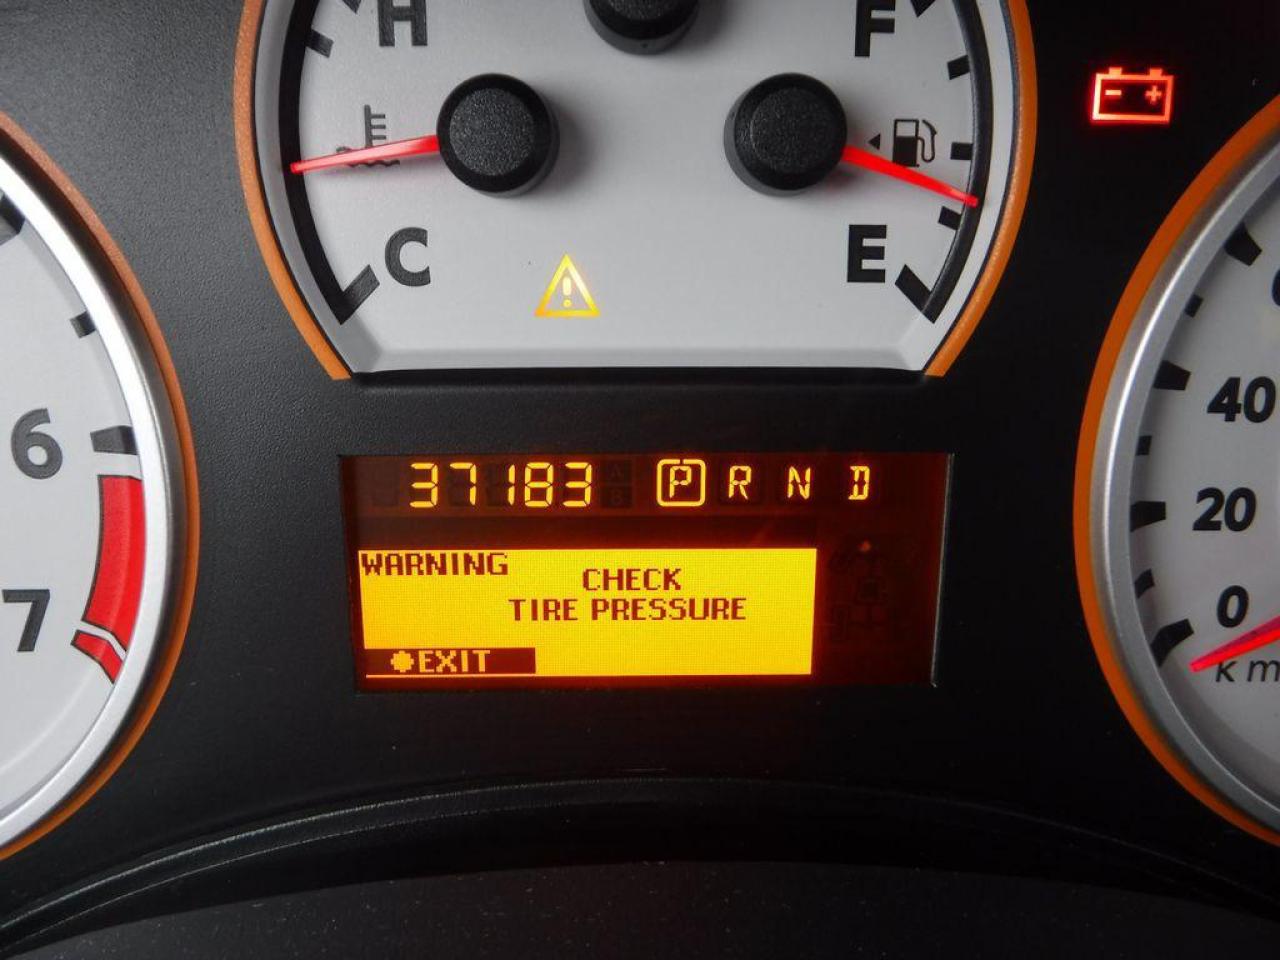 H F
C E
- +
6
7
40
20
0
km
37183 P R N D
WARNING
CHECK
TIRE PRESSURE
EXIT